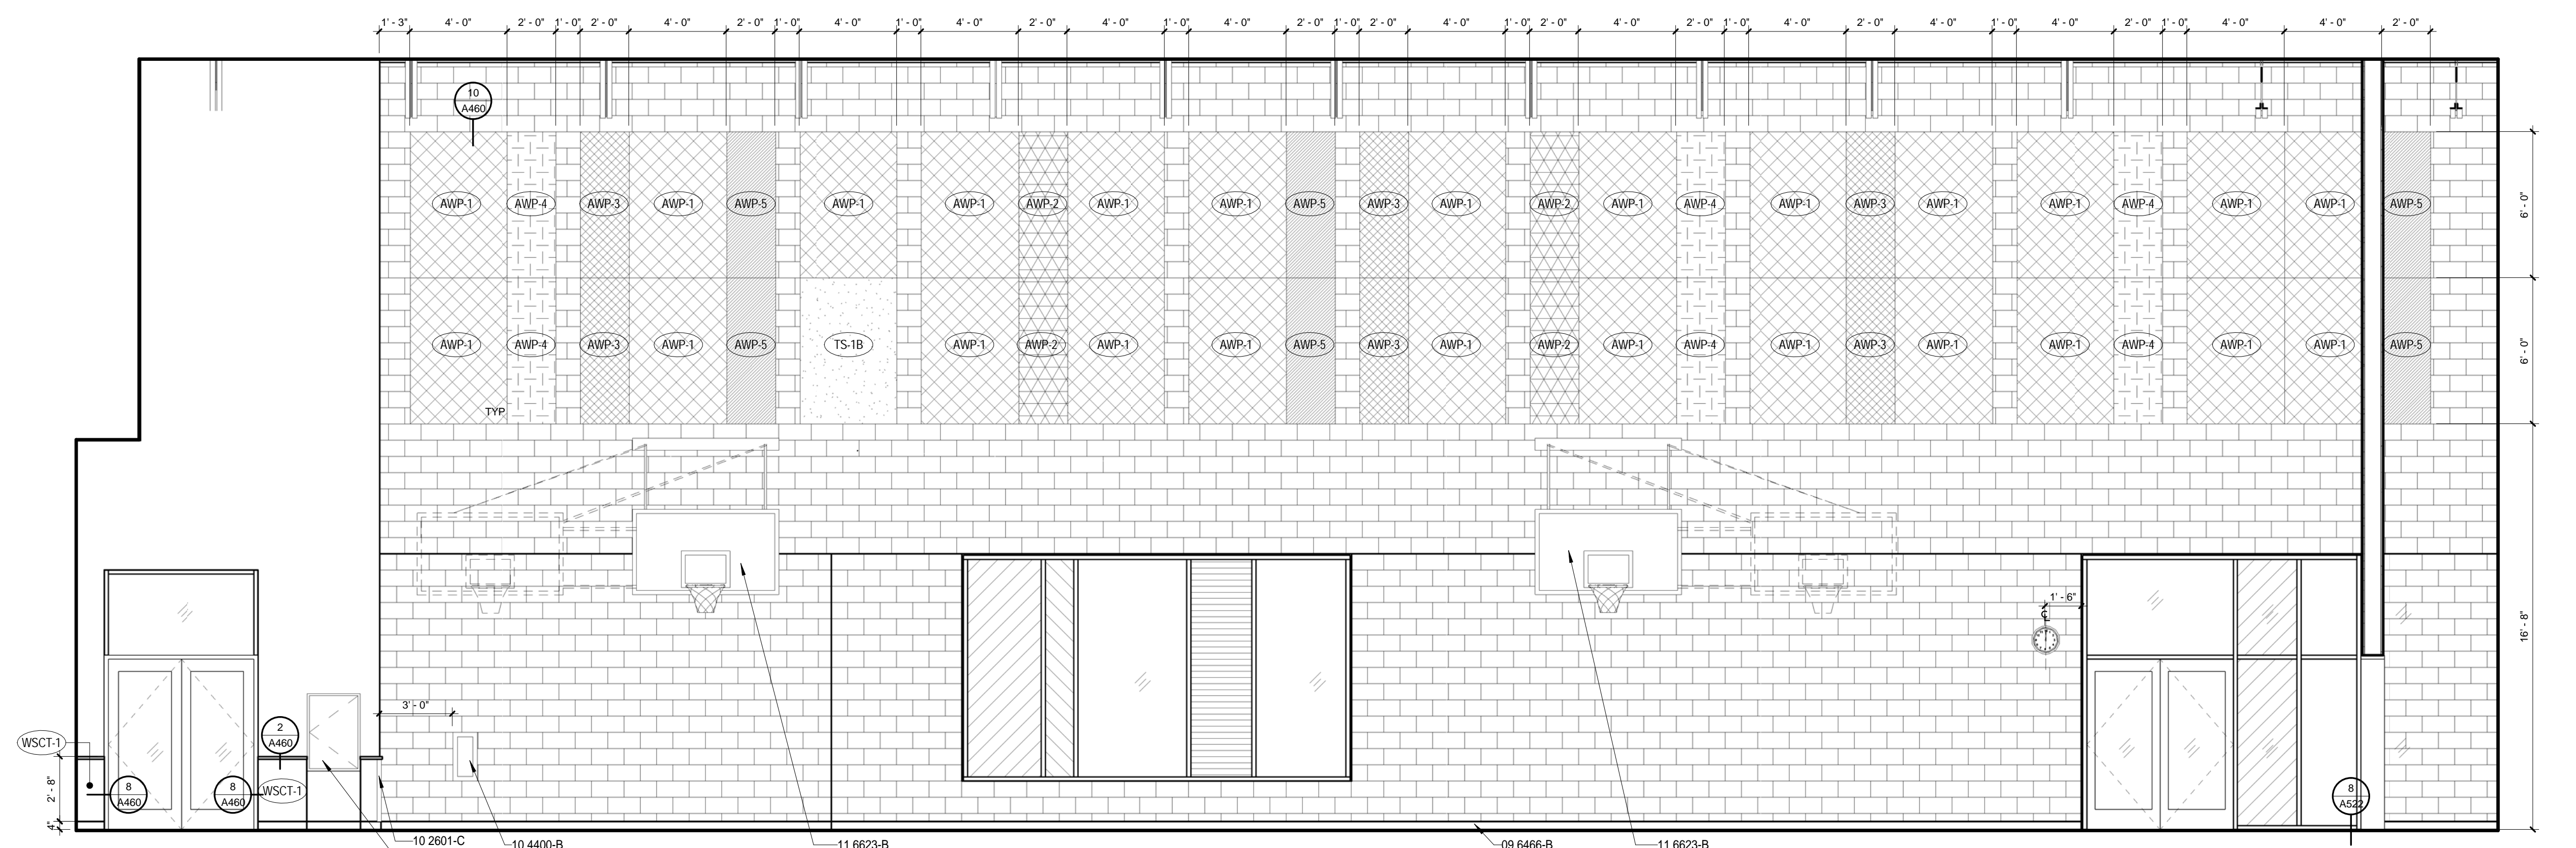 1' - 3" 4' - 0" 2' - 0" 1' - 0" 2' - 0" 4' - 0" 2' - 0" 1' - 0" 4' - 0" 1' - 0" 4' - 0" 2' - 0" 4' - 0" 1' - 0" 4' - 0" 2' - 0" 1' - 0" 2' - 0" 4' - 0" 1' - 0" 2' - 0" 4' - 0" 2' - 0" 1' - 0" 4' - 0" 2' - 0" 4' - 0" 1' - 0" 4' - 0" 2' - 0" 1' - 0" 4' - 0" 4' - 0" 2' - 0"
10
A460
AWP-1 AWP-4 AWP-3 AWP-1 AWP-5 AWP-1 AWP-1 AWP-2 AWP-1 AWP-1 AWP-5 AWP-3 AWP-1 AWP-2 AWP-1 AWP-4 AWP-1 AWP-3 AWP-1 AWP-1 AWP-4 AWP-1 AWP-1 AWP-5
6' - 0"
AWP-1 AWP-4 AWP-3 AWP-1 AWP-5 TS-1B AWP-1 AWP-2 AWP-1 AWP-1 AWP-5 AWP-3 AWP-1 AWP-2 AWP-1 AWP-4 AWP-1 AWP-3 AWP-1 AWP-1 AWP-4 AWP-1 AWP-1 AWP-5
6' - 0"
TYP
1' - 6"
CL
16' - 8"
3' - 0"
2
A460
WSCT-1
2' - 8"
8
A460
8
A460
WSCT-1
8
A522
4"
10 2601-C
10 4400-B
11 6623-B
09 6466-B
11 6623-B